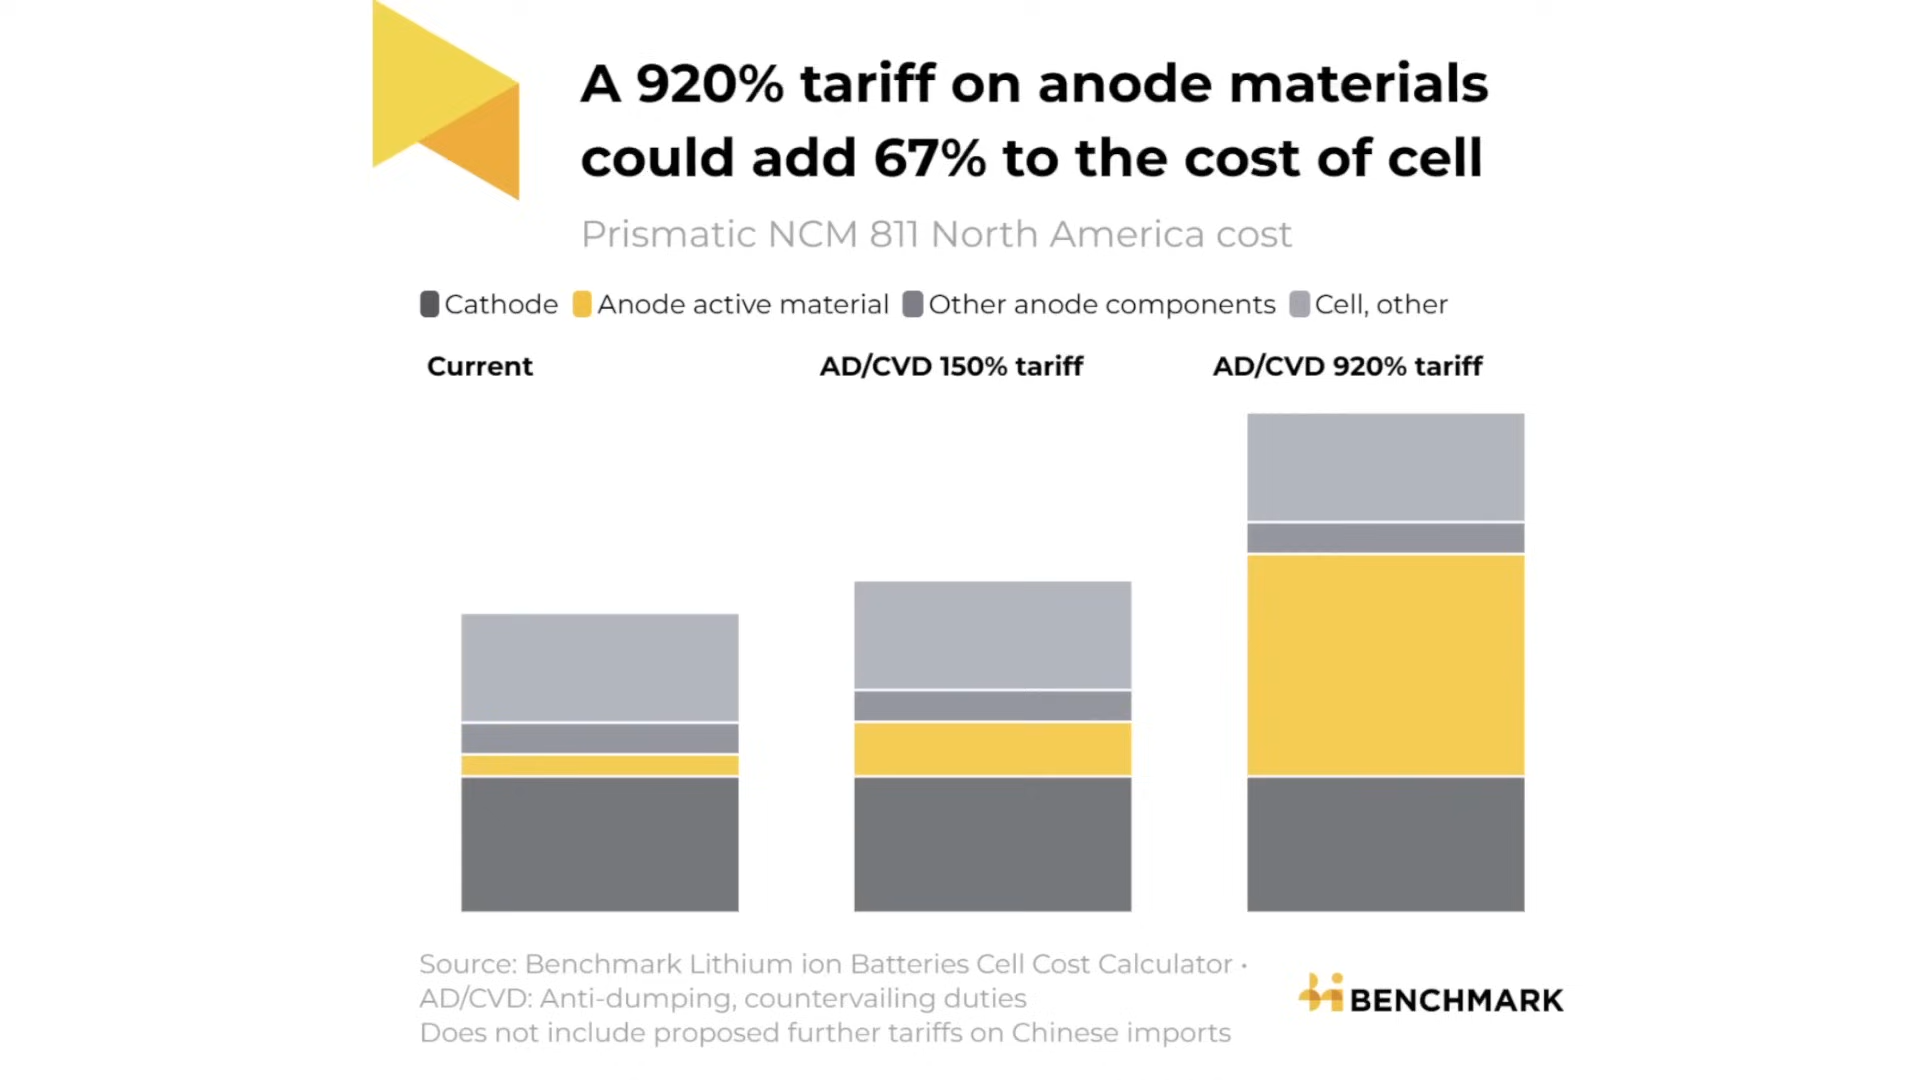 A 920% tariff on anode materials
could add 67% to the cost of cell
Prismatic NCM 811 North America cost
Cathode Anode active material Other anode components Cell, other
Current AD/CVD 150% tariff AD/CVD 920% tariff
Source: Benchmark Lithium ion Batteries Cell Cost Calculator •
AD/CVD: Anti-dumping, countervailing duties
Does not include proposed further tariffs on Chinese imports
BENCHMARK